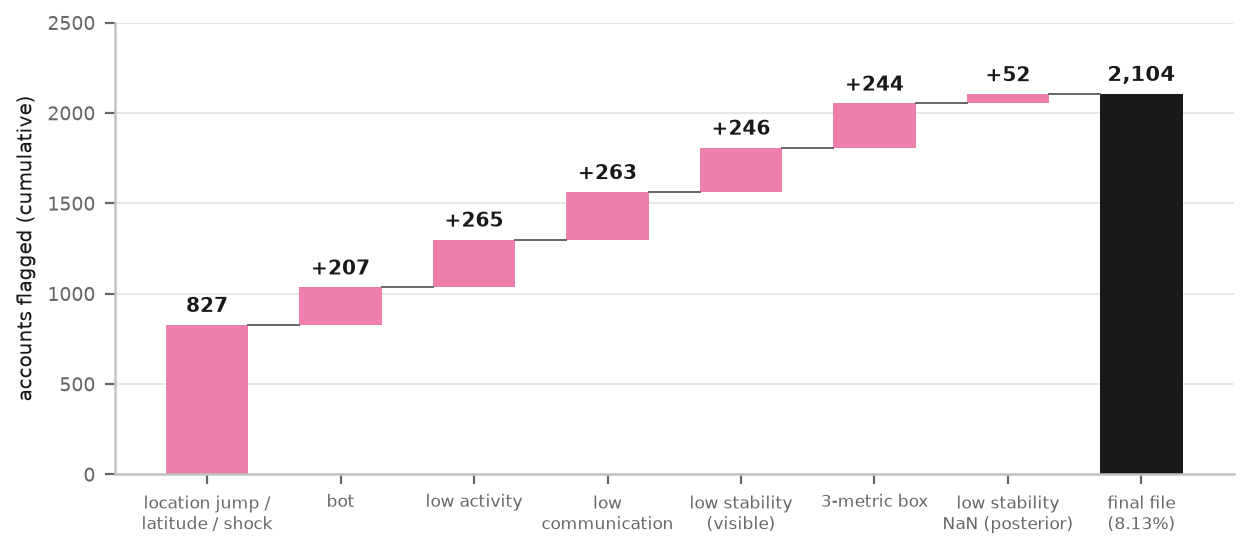 accounts flagged (cumulative)
2500
2000
1500
1000
500
0
827
+207
+265
+263
+246
+244
+52
2,104
location jump /
latitude / shock
bot
low activity
low
communication
low stability
(visible)
3-metric box
low stability
NaN (posterior)
final file
(8.13%)